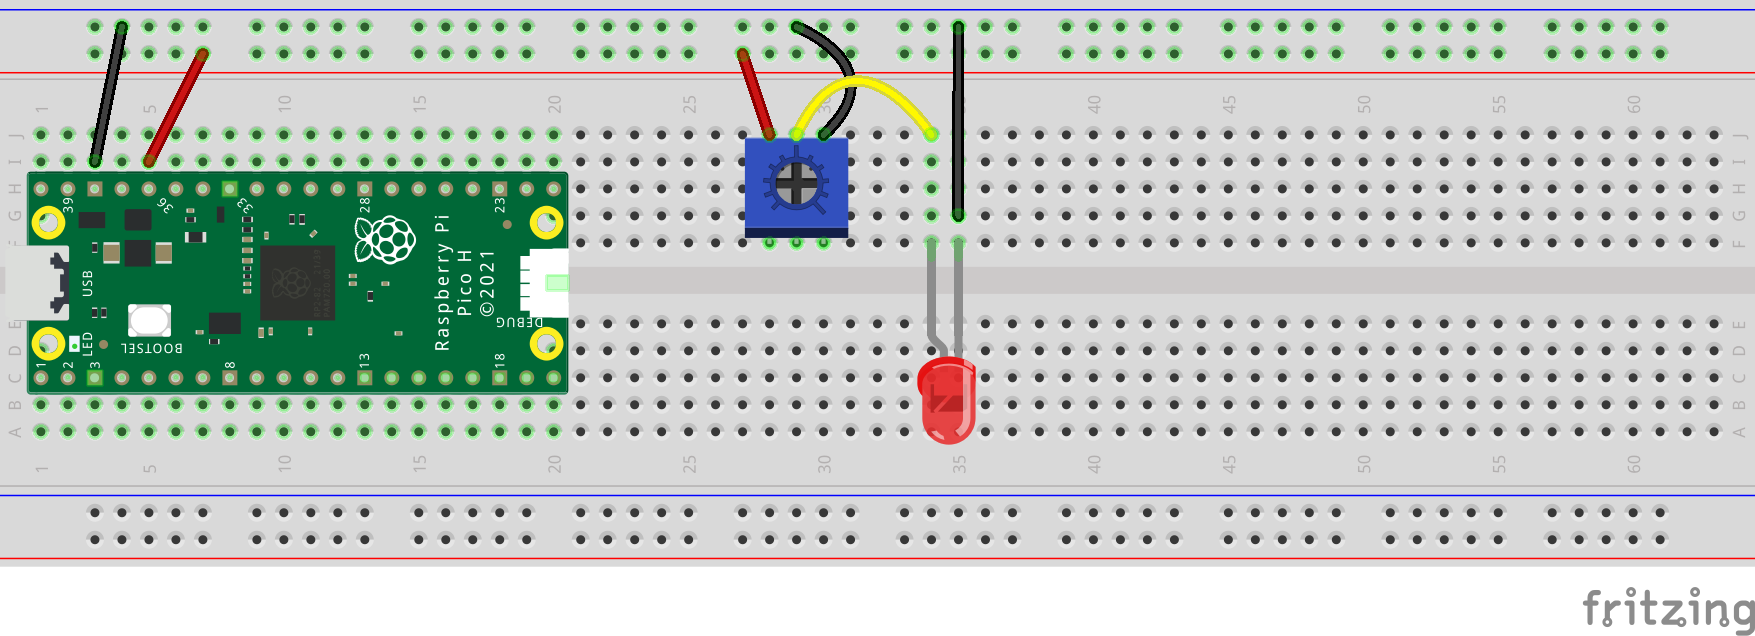 1 5 10 15 20 25 30 35 40 45 50 55 60
J J
I I
H H
G G
F F
39 36 33 28 23
USB
Raspberry Pi
Pico H
©2021
DEBUG
BOOTSEL
LED
1 2 3 8 13 18
E E
D D
C C
B B
A A
1 5 10 15 20 25 30 35 40 45 50 55 60
fritzing